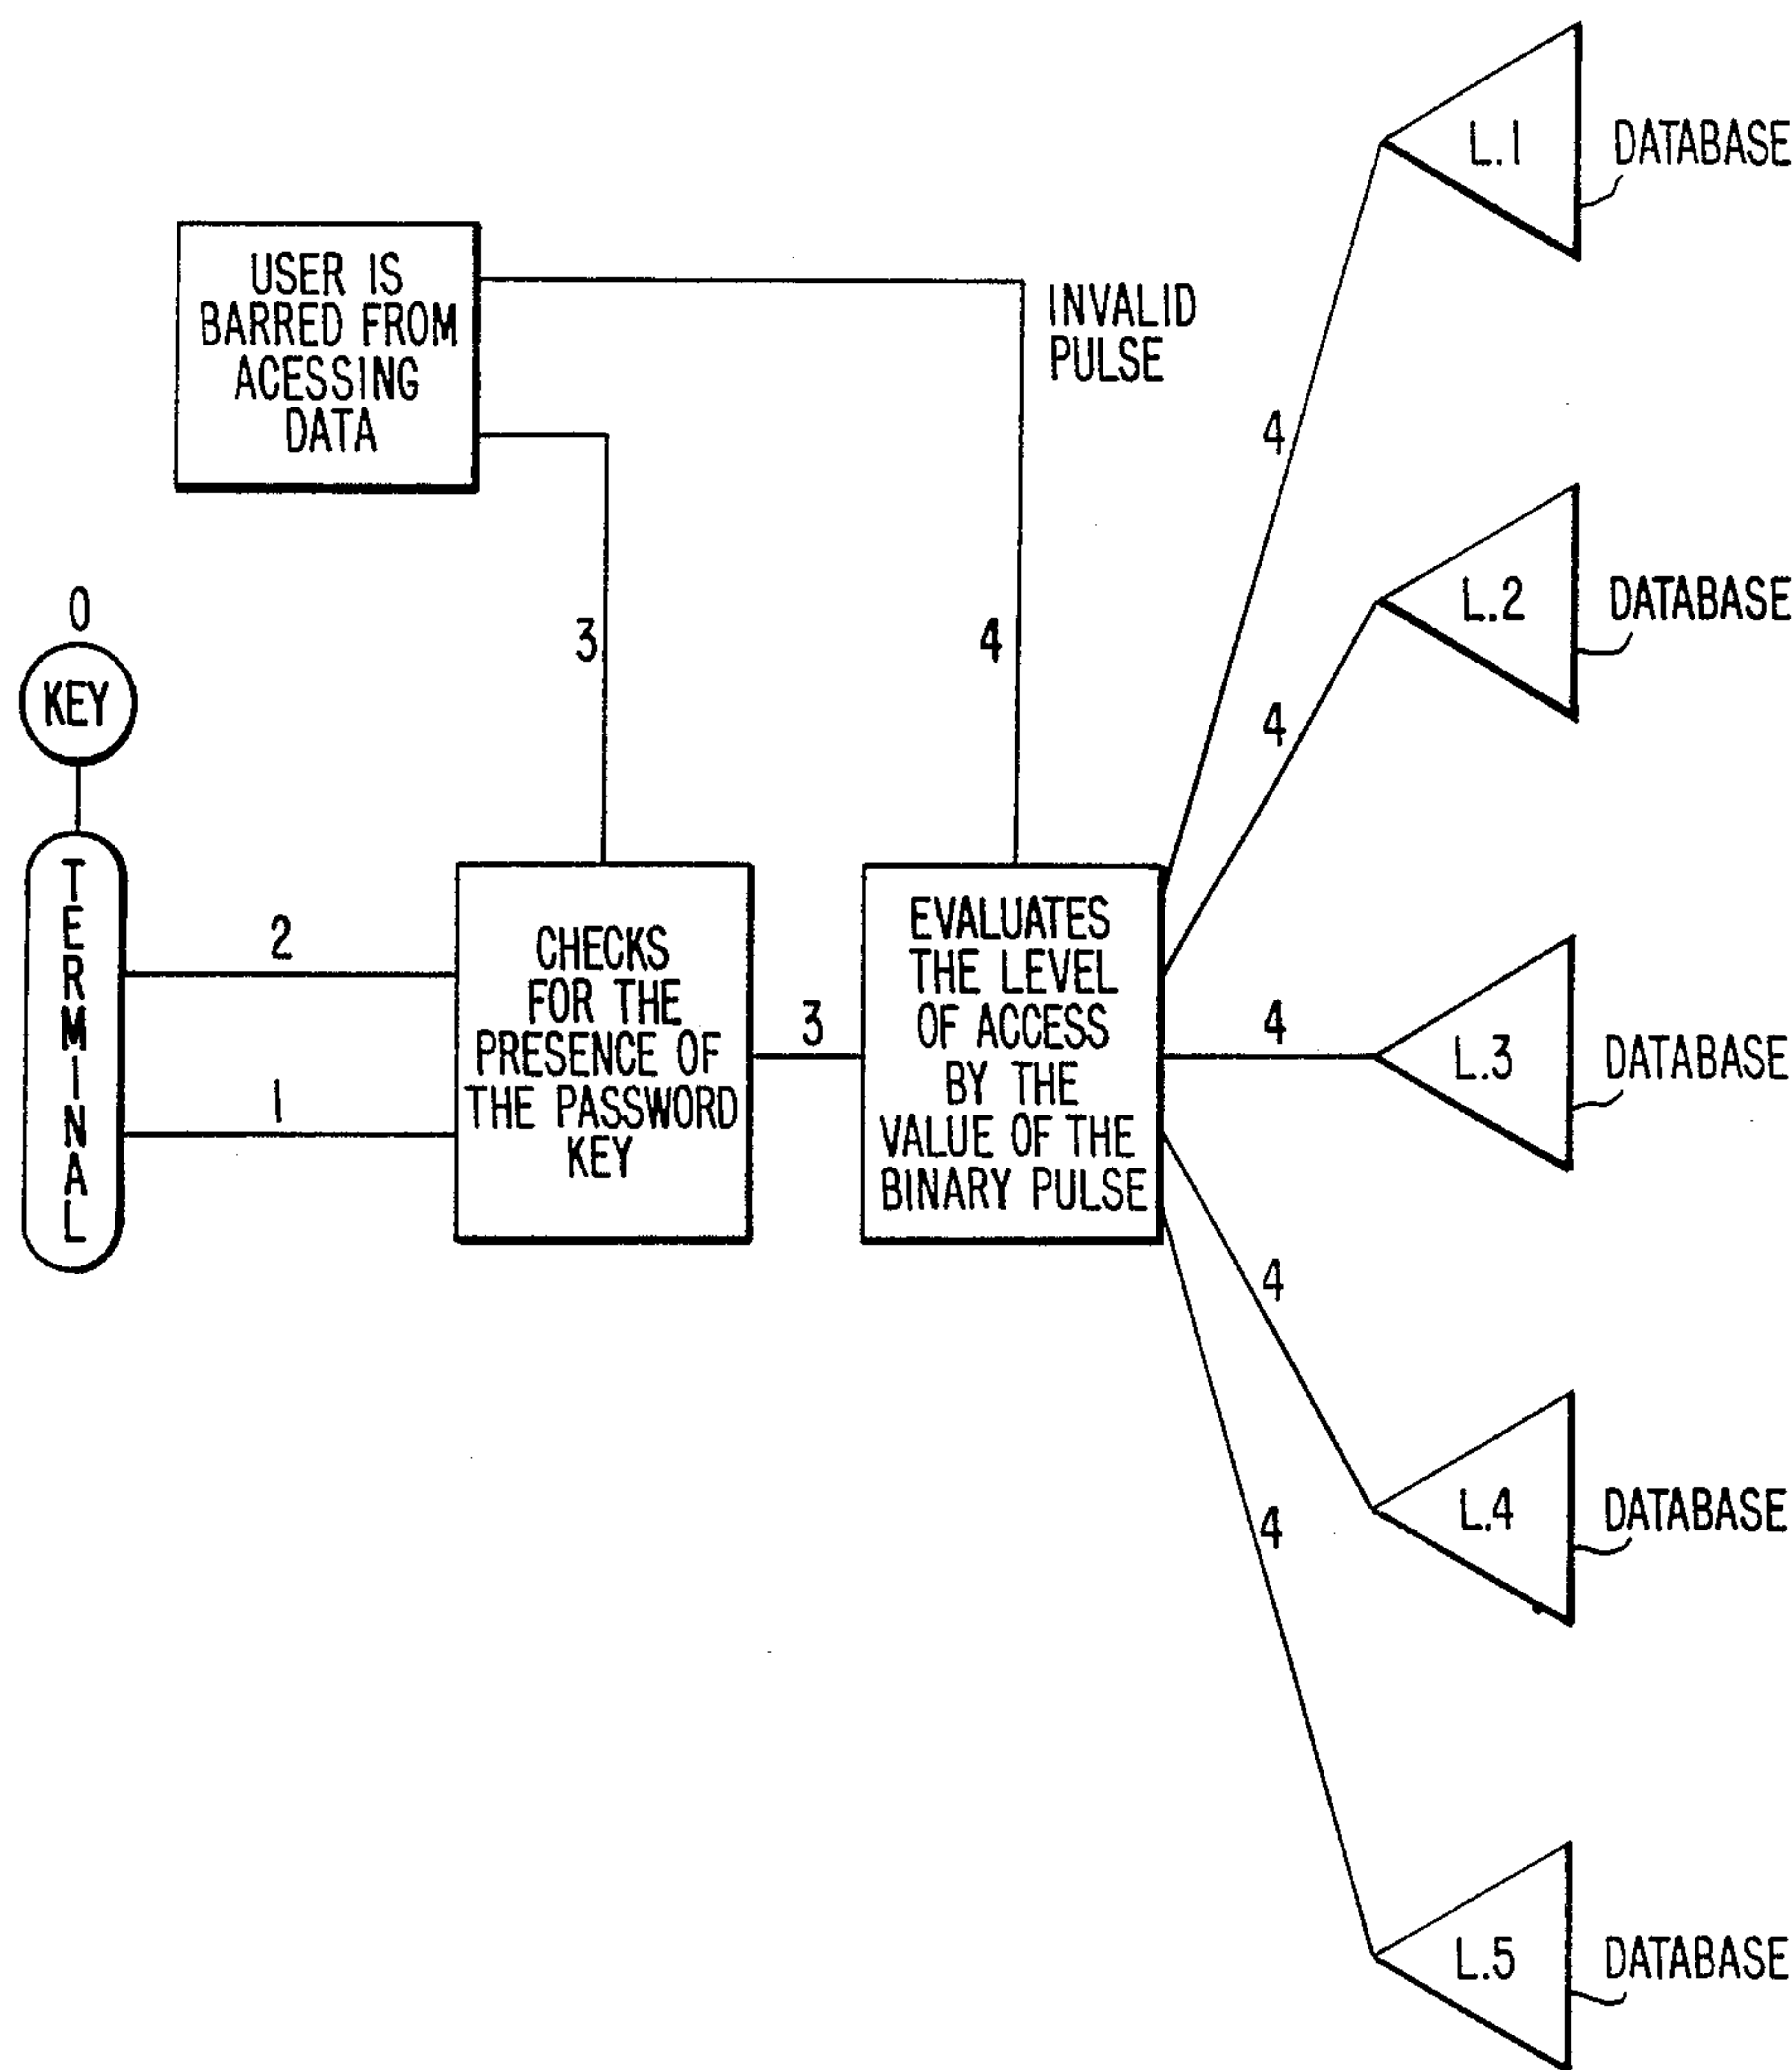 L.1
DATABASE
USER IS
BARRED FROM
ACESSING
DATA
INVALID
PULSE
4
L.2
DATABASE
0
KEY
3
4
4
TERMINAL
2
1
CHECKS
FOR THE
PRESENCE OF
THE PASSWORD
KEY
3
EVALUATES
THE LEVEL
OF ACCESS
BY THE
VALUE OF THE
BINARY PULSE
4
L.3
DATABASE
4
L.4
DATABASE
4
L.5
DATABASE